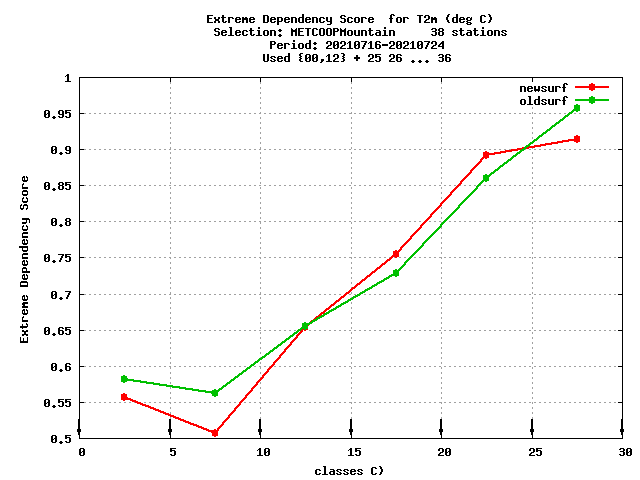 Extreme Dependency Score  for T2m (deg C)
Selection: METCOOPMountain     38 stations
Period: 20210716-20210724
Used {00,12} + 25 26 ... 36
newsurf
oldsurf
1
0.95
0.9
0.85
0.8
0.75
0.7
0.65
0.6
0.55
0.5
Extreme Dependency Score
0 5 10 15 20 25 30
classes C)